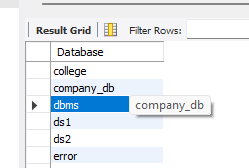 Result Grid Filter Rows:
Database
college
company_db
dbms company_db
ds1
ds2
error